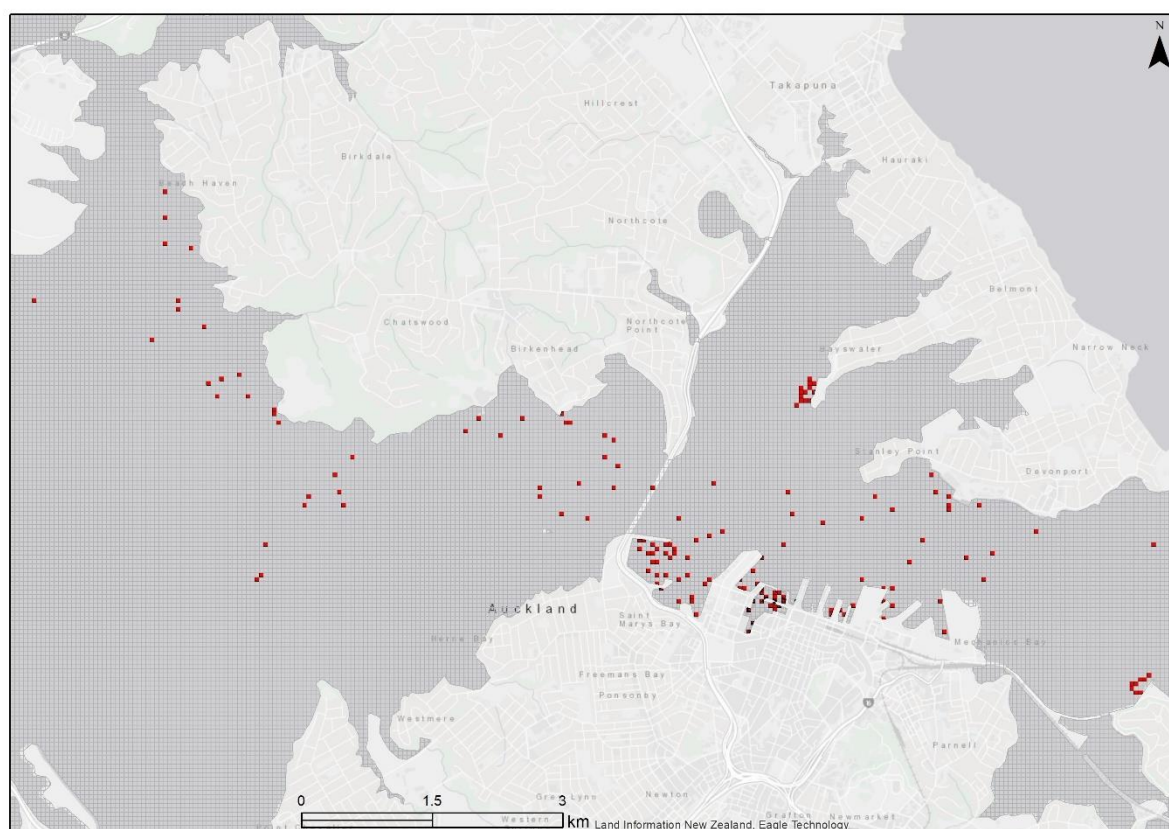 N
Takapuna
Hillcrest
Birkdale
Hauraki
Beach Haven
Northcote
Belmont
Chatswood
Northcote
Point
Birkenhead
Bayswater
Narrow Neck
Stanley Point
Devonport
Auckland
Saint
Marys Bay
Herne Bay
Mechanics Bay
Freemans Bay
Ponsonby
Westmere
Parnell
Grey Lynn
Newton
0
1.5
3
km
Western
Grafton
Newmarket
Land Information New Zealand, Eagle Technology